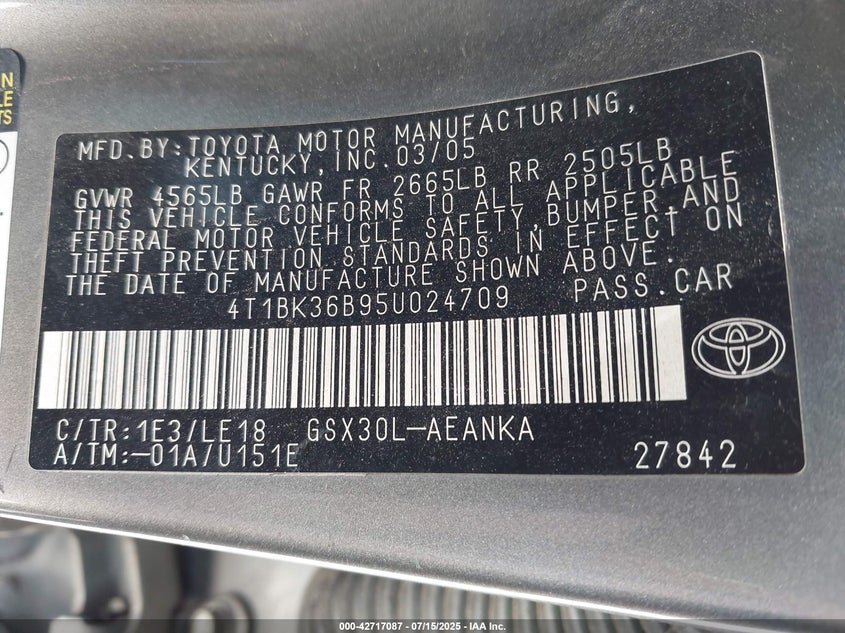 N
LE
TS
MFD.BY:TOYOTA MOTOR MANUFACTURING,
KENTUCKY,INC.03/05
GVWR 4565LB GAWR FR 2665LB RR 2505LB
THIS VEHICLE CONFORMS TO ALL APPLICABLE
FEDERAL MOTOR VEHICLE SAFETY,BUMPER,AND
THEFT PREVENTION STANDARDS IN EFFECT ON
THE DATE OF MANUFACTURE SHOWN ABOVE.
4T1BK36B95U024709 PASS.CAR
C/TR:1E3/LE18 GSX30L-AEANKA
A/TM:-01A/U151E 27842
000-42717087 - 07/15/2025 - IAA Inc.